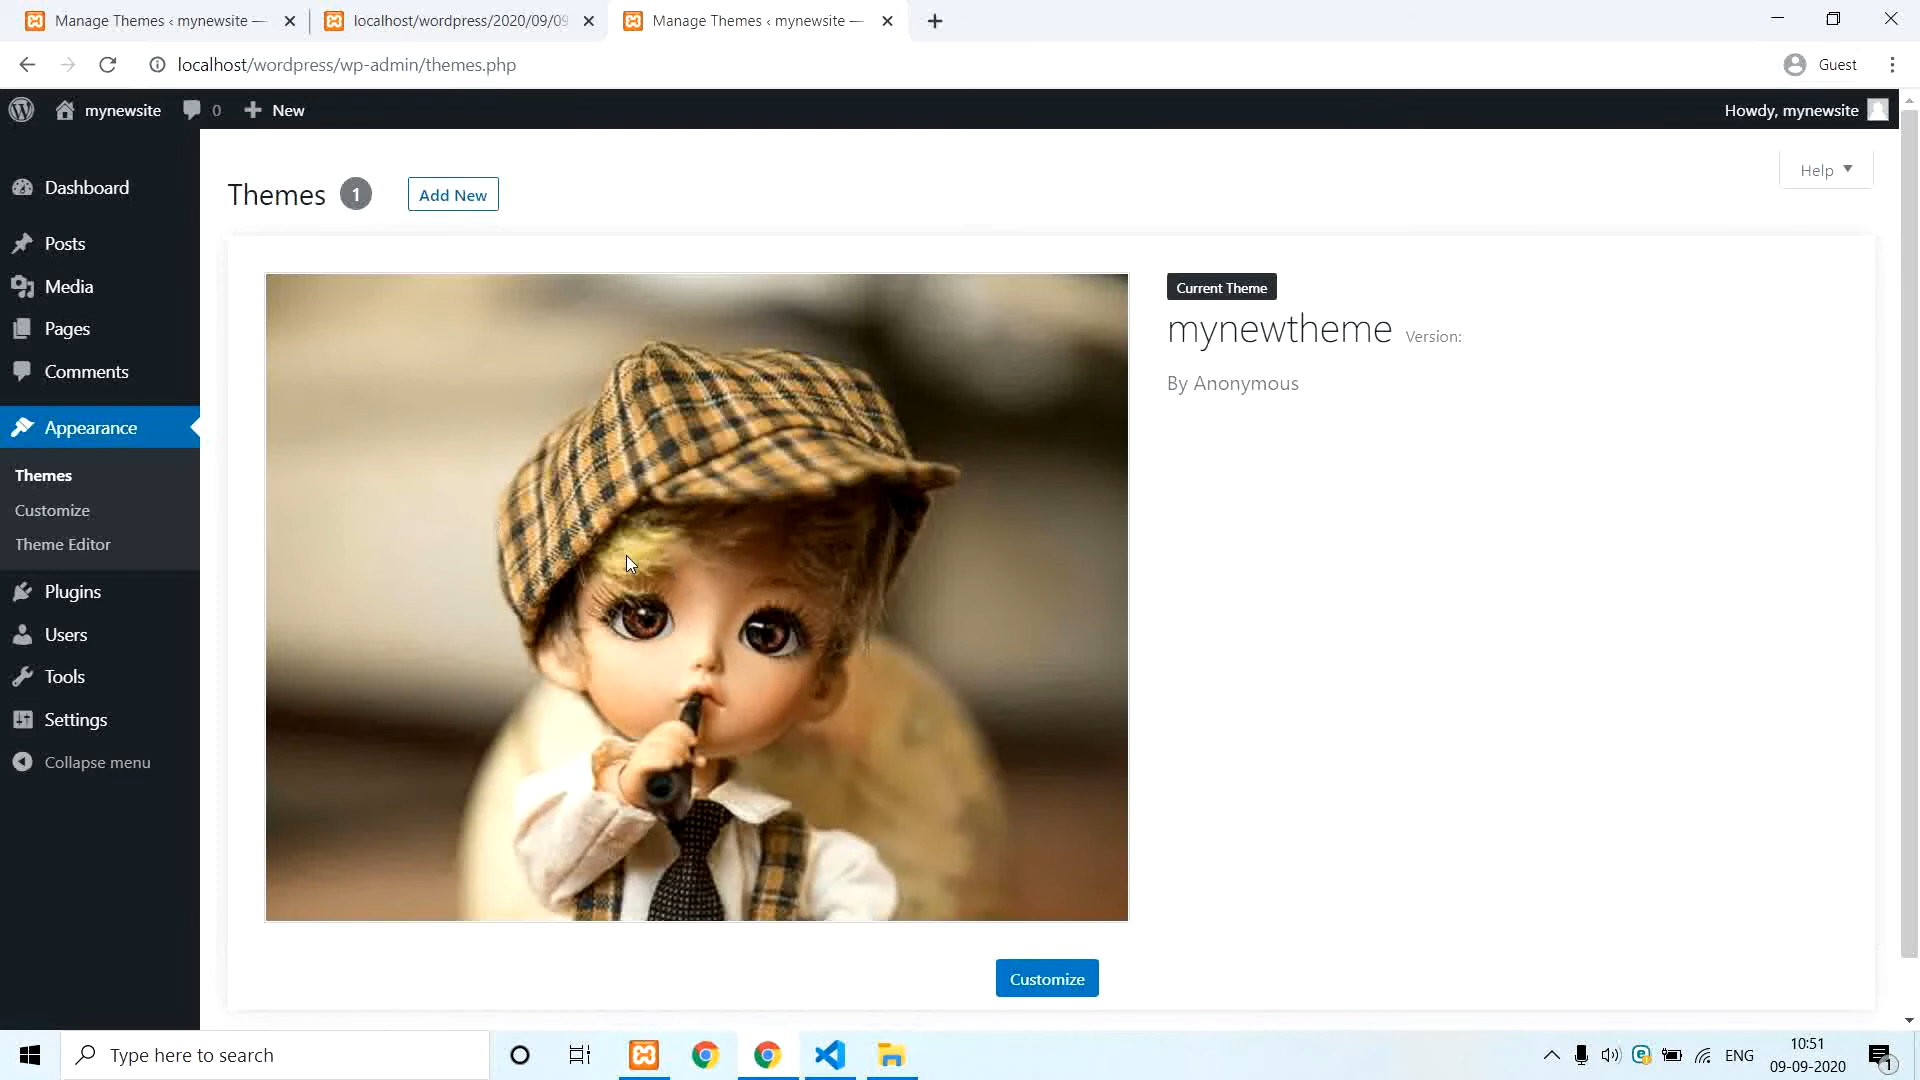 Manage Themes ‹ mynewsite —
localhost/wordpress/2020/09/09
Manage Themes ‹ mynewsite —
localhost/wordpress/wp-admin/themes.php
Guest
mynewsite
0
New
Howdy, mynewsite
Dashboard
Posts
Media
Pages
Comments
Appearance
Themes
Customize
Theme Editor
Plugins
Users
Tools
Settings
Collapse menu
Themes 1
Add New
Help
Current Theme
mynewtheme Version:
By Anonymous
Customize
Type here to search
ENG
10:51
09-09-2020
1